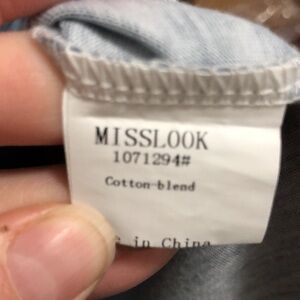 MISSLOOK
1071294#
Cotton-blend
in China